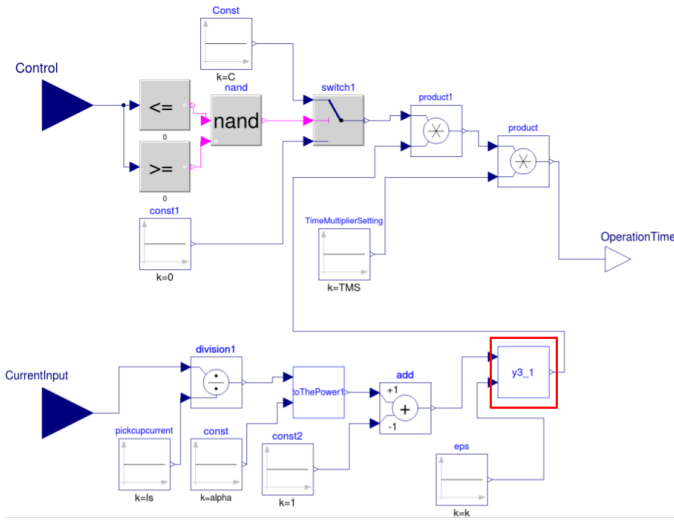 Const
k=C
Control
<=
0
nand
nand
switch1
product1
product
>=
0
const1
k=0
TimeMultiplierSetting
k=TMS
OperationTime
CurrentInput
division1
÷
toThePower1
add
+1
+
-1
y3_1
pickcupcurrent
k=Is
const
k=alpha
const2
k=1
eps
k=k